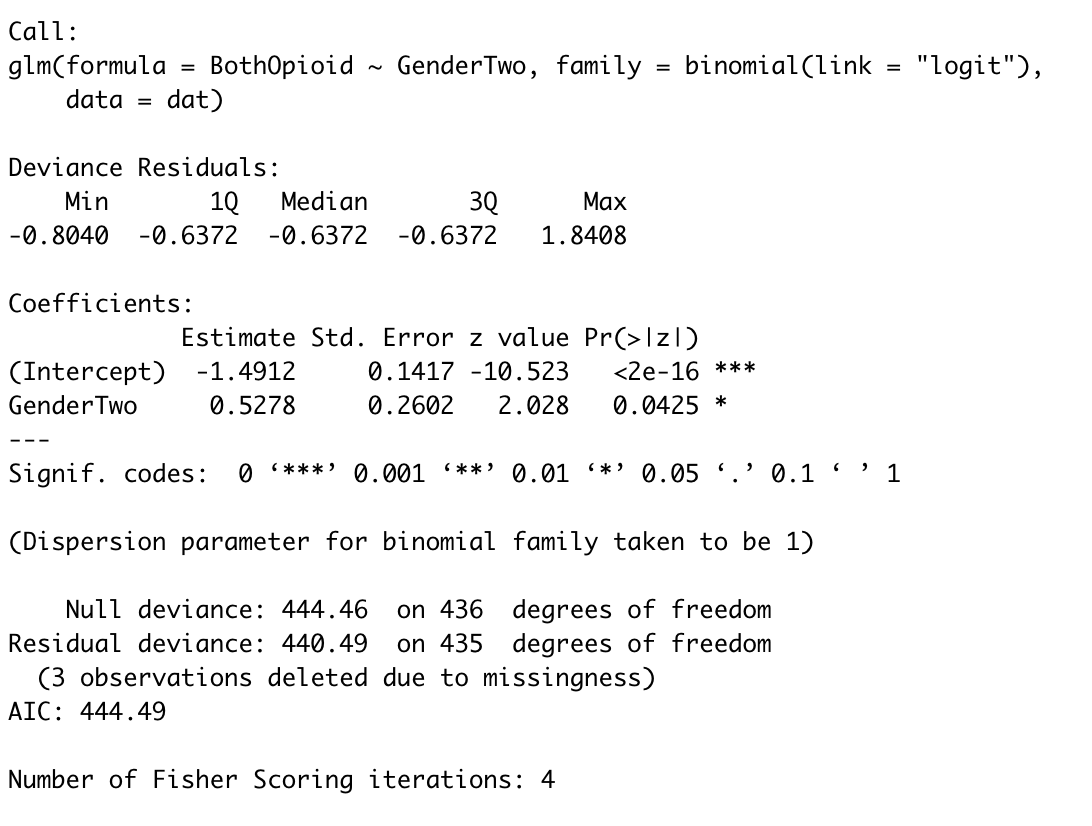 Call:
glm(formula = BothOpioid ~ GenderTwo, family = binomial(link = "logit"),
    data = dat)

Deviance Residuals:
    Min       1Q   Median       3Q      Max
-0.8040  -0.6372  -0.6372  -0.6372   1.8408

Coefficients:
            Estimate Std. Error z value Pr(>|z|)
(Intercept)  -1.4912     0.1417 -10.523   <2e-16 ***
GenderTwo     0.5278     0.2602   2.028   0.0425 *
---
Signif. codes:  0 ‘***’ 0.001 ‘**’ 0.01 ‘*’ 0.05 ‘.’ 0.1 ‘ ’ 1

(Dispersion parameter for binomial family taken to be 1)

    Null deviance: 444.46  on 436  degrees of freedom
Residual deviance: 440.49  on 435  degrees of freedom
  (3 observations deleted due to missingness)
AIC: 444.49

Number of Fisher Scoring iterations: 4